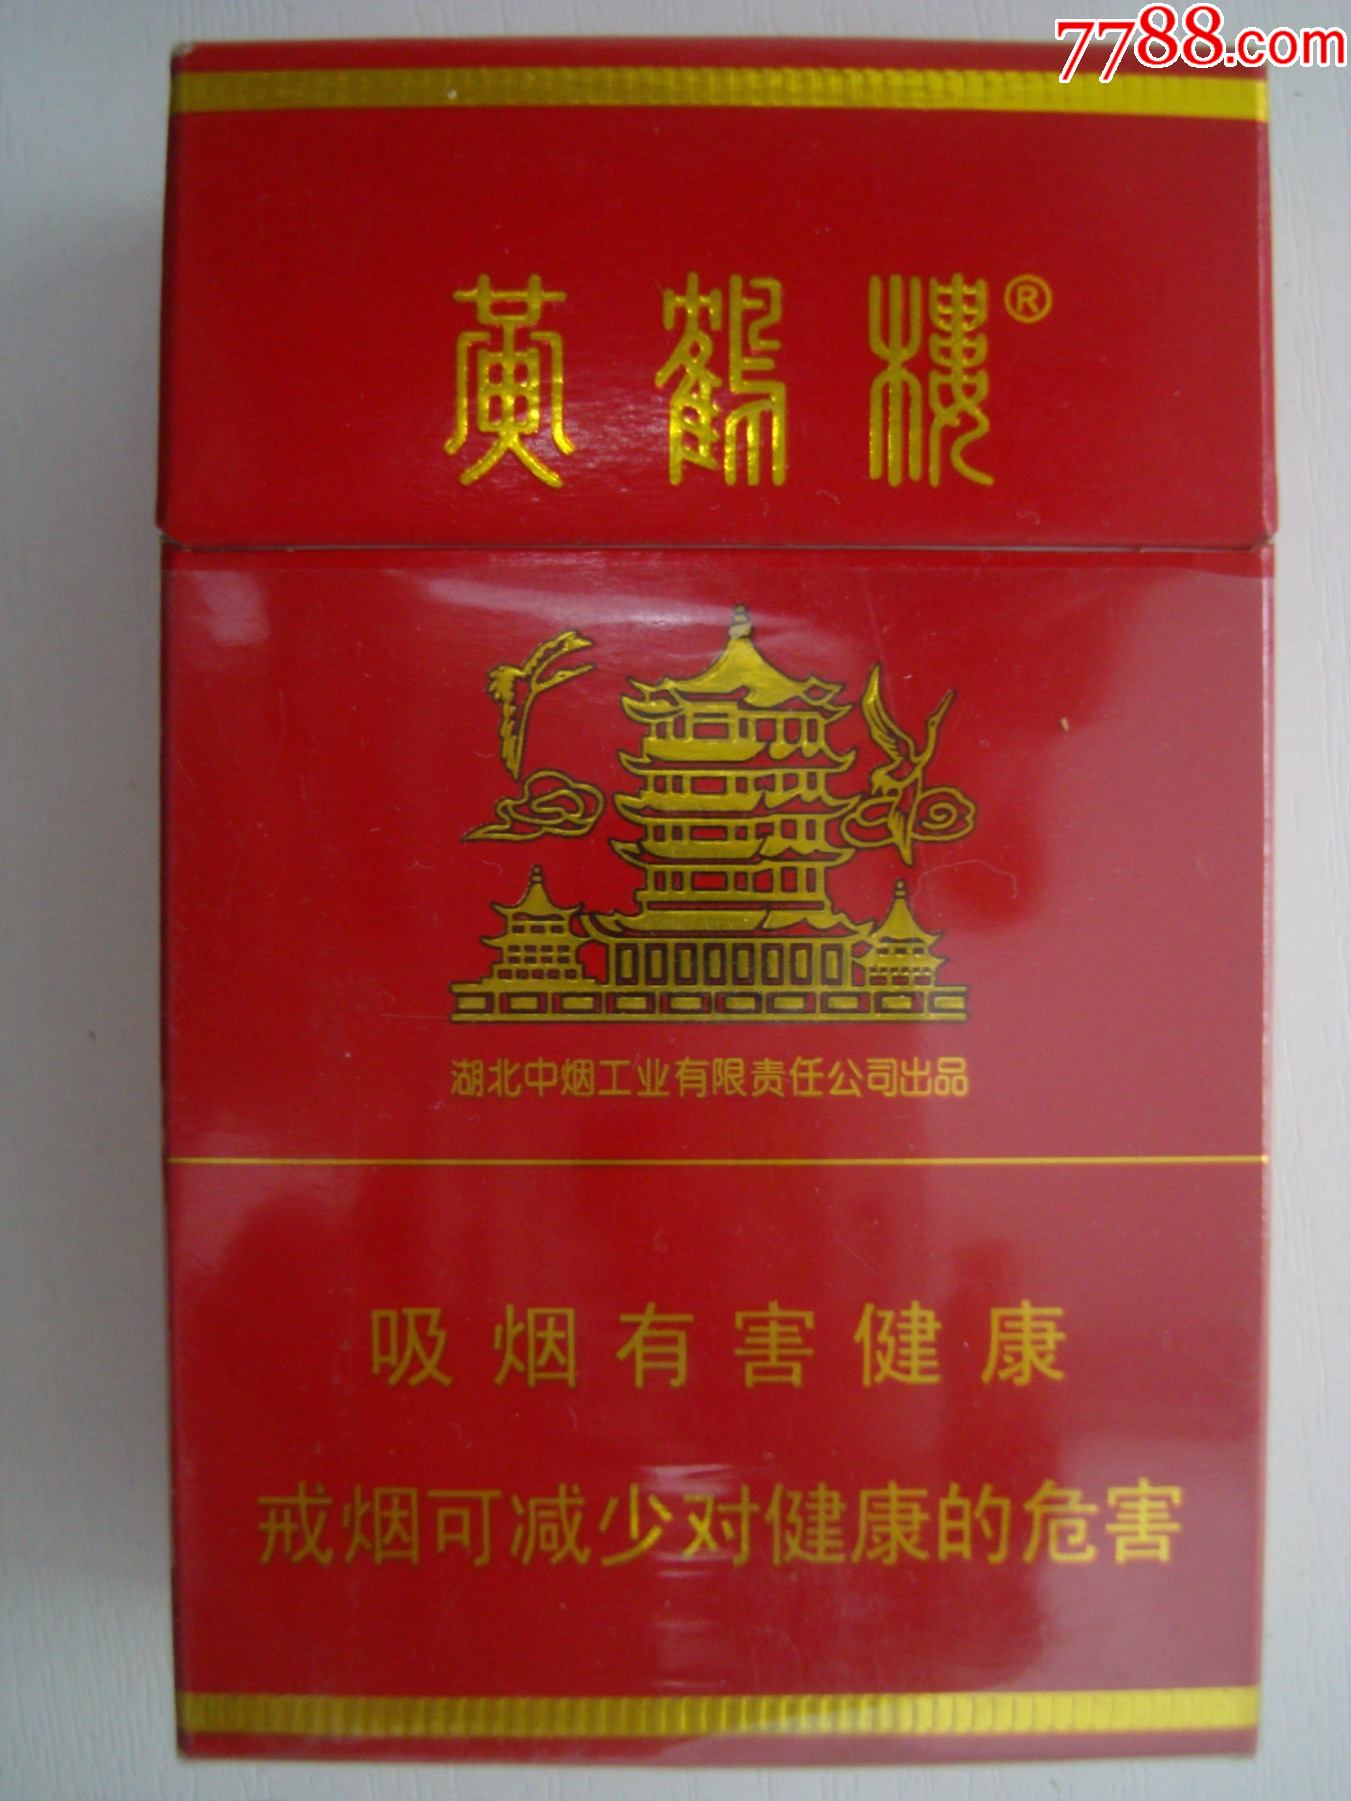 7788.com
黄鹤楼®
湖北中烟工业有限责任公司出品
吸烟有害健康
戒烟可减少对健康的危害